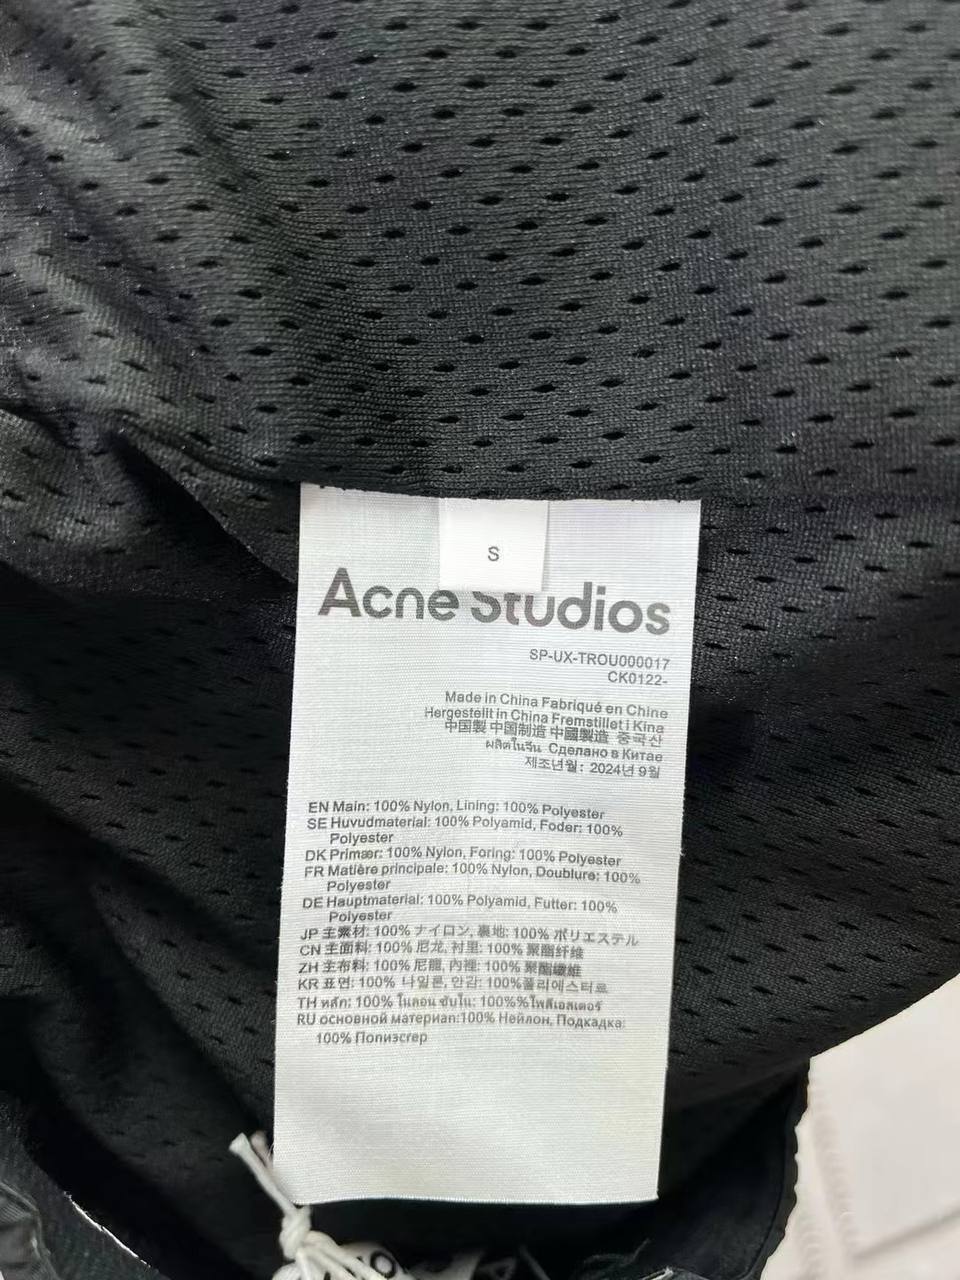 S
Acne Studios
SP-UX-TROU000017
CK0122-
Made in China Fabriqué en Chine
Hergestellt in China Fremstillet i Kina
中国製 中国制造 中國製造 중국산
ผลิตในจีน Сделано в Китае
제조년월: 2024년 9월
EN Main: 100% Nylon, Lining: 100% Polyester
SE Huvudmaterial: 100% Polyamid, Foder: 100%
Polyester
DK Primær: 100% Nylon, Foring: 100% Polyester
FR Matière principale: 100% Nylon, Doublure: 100%
Polyester
DE Hauptmaterial: 100% Polyamid, Futter: 100%
Polyester
JP 主素材: 100% ナイロン, 裏地: 100% ポリエステル
CN 主面料: 100% 尼龙, 衬里: 100% 聚酯纤维
ZH 主布料: 100% 尼龍, 內裡: 100% 聚酯纖維
KR 표면: 100% 나일론, 안감: 100%폴리에스터르
TH หลัก: 100% ไนลอน ซับใน: 100%%โพลีเอสเตอร์
RU основной материал:100% Нейлон, Подкадка:
100% Полиэсгер